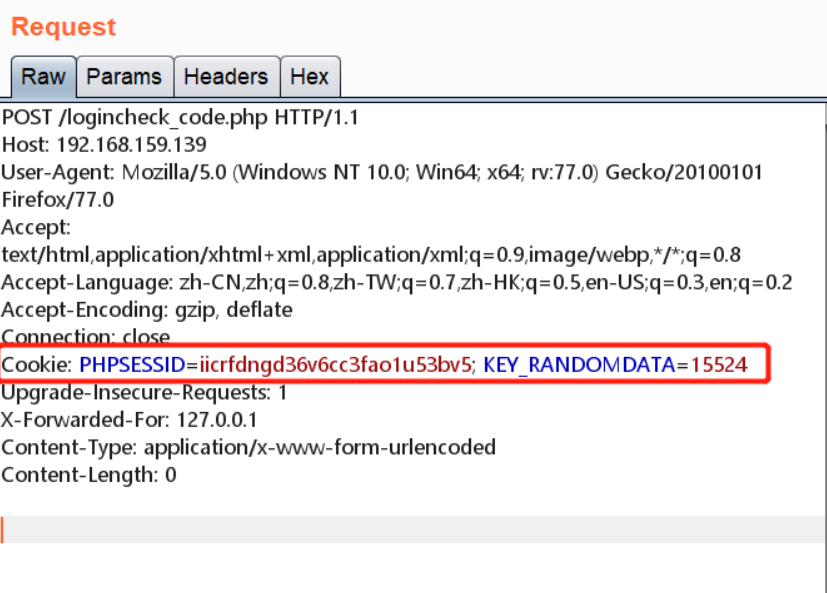 Request
Raw Params Headers Hex
POST /logincheck_code.php HTTP/1.1
Host: 192.168.159.139
User-Agent: Mozilla/5.0 (Windows NT 10.0; Win64; x64; rv:77.0) Gecko/20100101
Firefox/77.0
Accept:
text/html,application/xhtml+xml,application/xml;q=0.9,image/webp,*/*;q=0.8
Accept-Language: zh-CN,zh;q=0.8,zh-TW;q=0.7,zh-HK;q=0.5,en-US;q=0.3,en;q=0.2
Accept-Encoding: gzip, deflate
Connection: close
Cookie: PHPSESSID=iicrfdngd36v6cc3fao1u53bv5; KEY_RANDOMDATA=15524
Upgrade-Insecure-Requests: 1
X-Forwarded-For: 127.0.0.1
Content-Type: application/x-www-form-urlencoded
Content-Length: 0